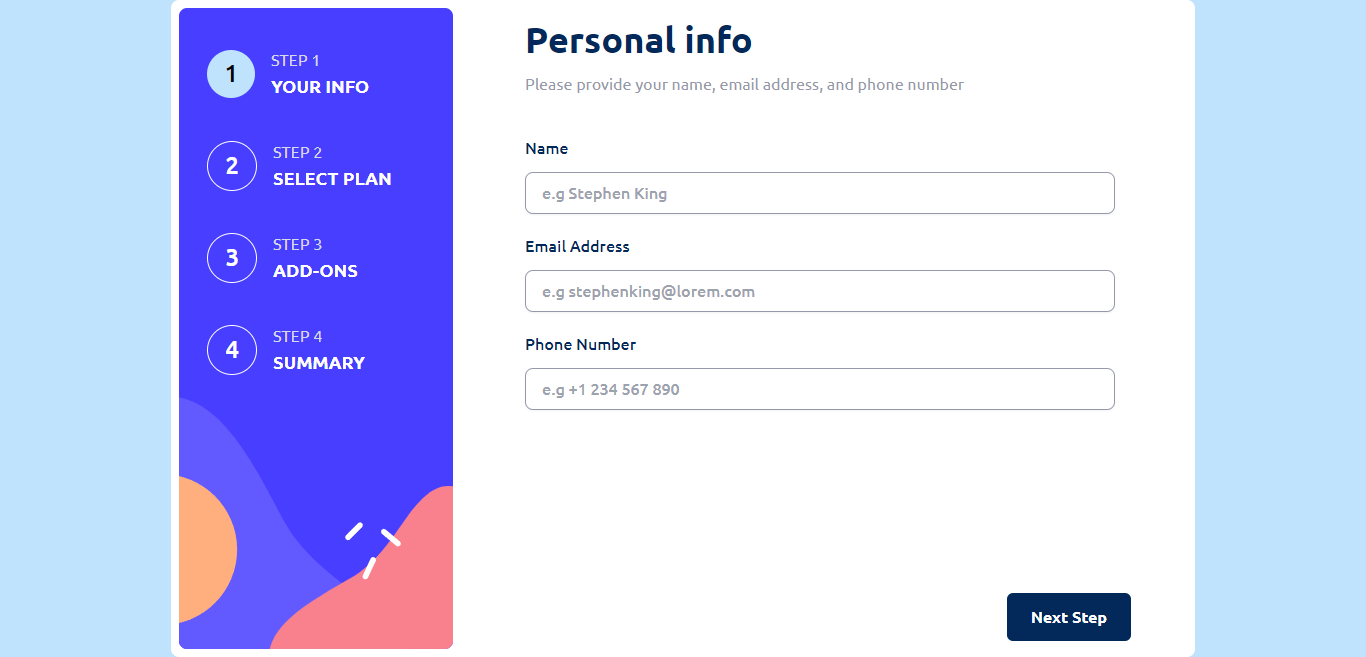 1
STEP 1
YOUR INFO
2
STEP 2
SELECT PLAN
3
STEP 3
ADD-ONS
4
STEP 4
SUMMARY
Personal info
Please provide your name, email address, and phone number
Name
e.g Stephen King
Email Address
e.g stephenking@lorem.com
Phone Number
e.g +1 234 567 890
Next Step